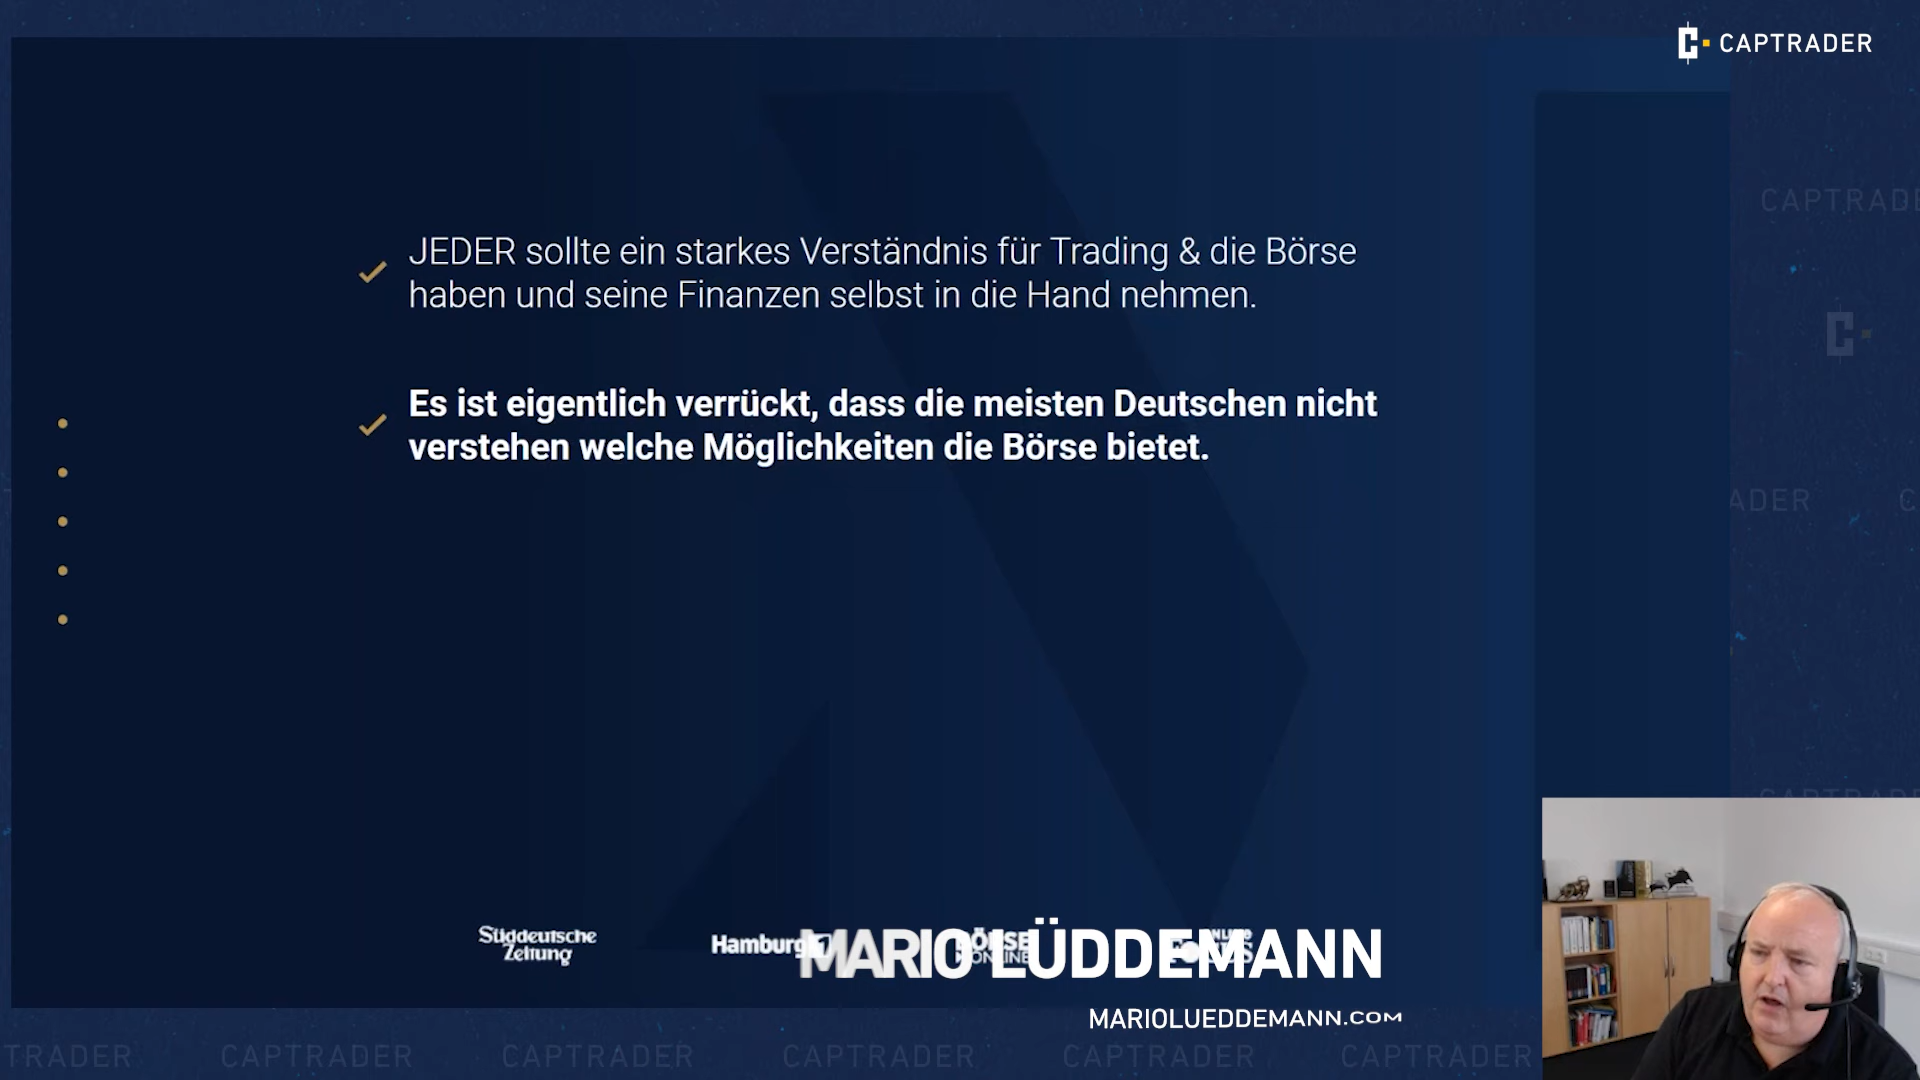 CAPTRADER
JEDER sollte ein starkes Verständnis für Trading & die Börse
haben und seine Finanzen selbst in die Hand nehmen.
Es ist eigentlich verrückt, dass die meisten Deutschen nicht
verstehen welche Möglichkeiten die Börse bietet.
Süddeutsche
Zeitung
Hamburg
MARIO LÜDDEMANN
MARIOLUEDDEMANN.COM
TRADER CAPTRADER CAPTRADER CAPTRADER CAPTRADER CAPTRADER